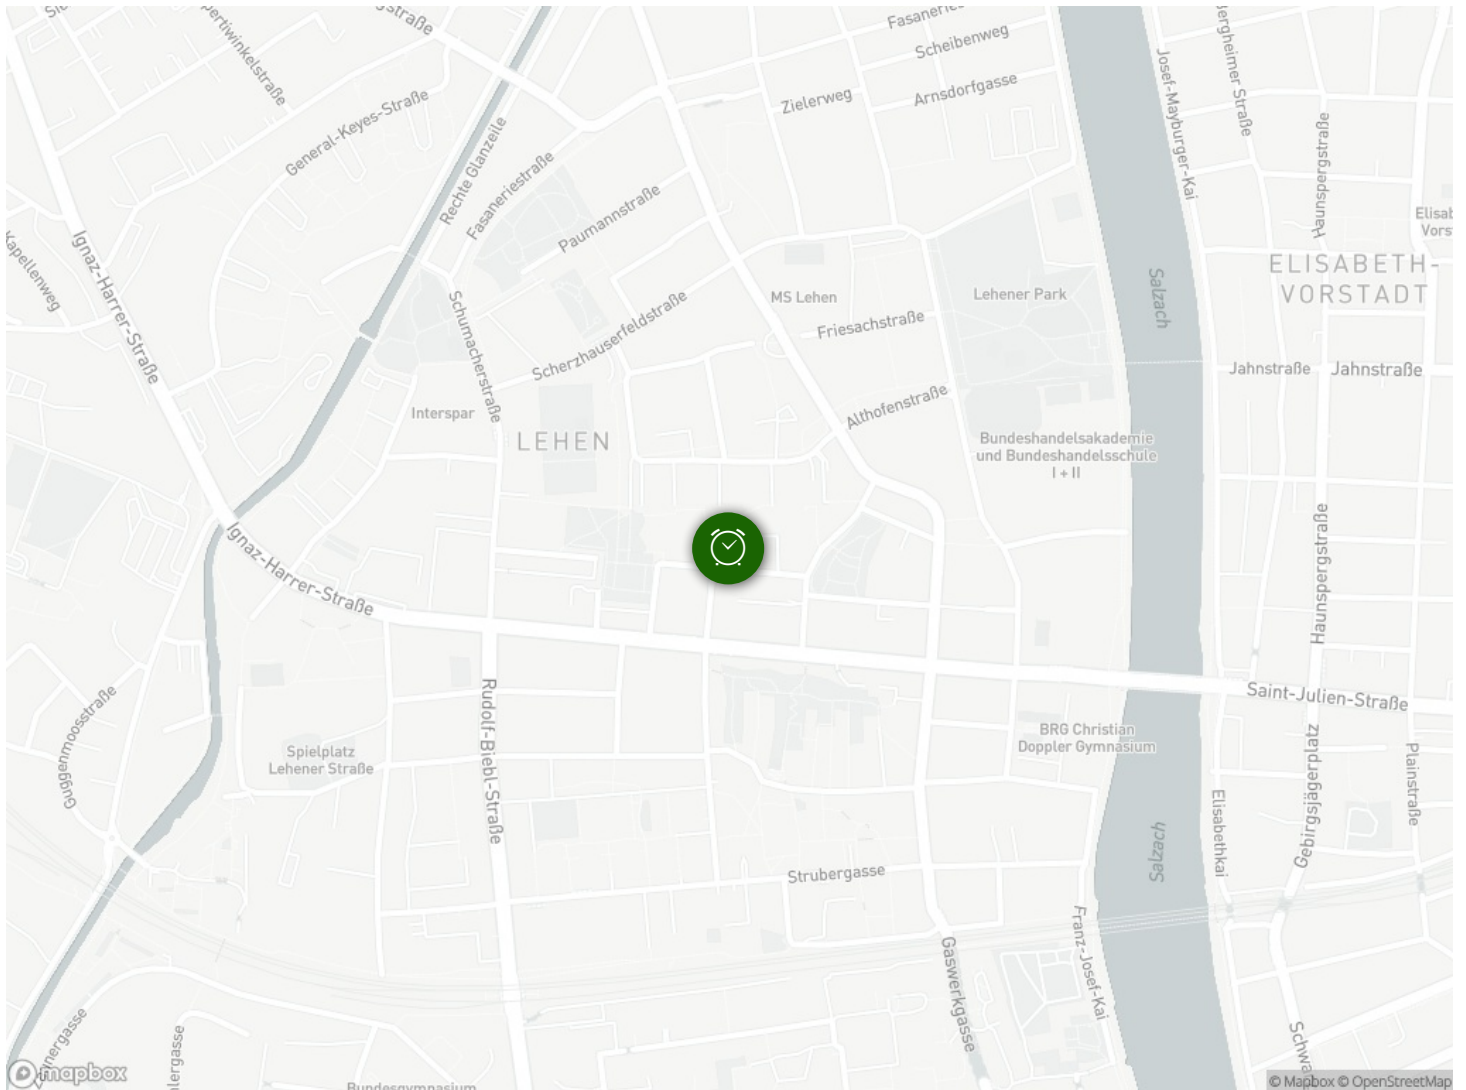 Fasanerie
Scheibenweg
Zielerweg
Arnsdorfgasse
Josef-Mayburger-Kai
Bergheimer Straße
Haunspergstraße
General-Keyes-Straße
Rechte Glanzeile
Fasaneriestraße
Paumannstraße
Ignaz-Harrer-Straße
Kapellenweg
ELISABETH-
VORSTADT
MS Lehen
Lehener Park
Salzach
Friesachstraße
Schumacherstraße
Scherzhauserfeldstraße
Jahnstraße
Jahnstraße
Interspar
LEHEN
Althofenstraße
Bundeshandelsakademie
und Bundeshandelsschule
I + II
Ignaz-Harrer-Straße
Haunspergstraße
Saint-Julien-Straße
Guggenmoosstraße
Spielplatz
Lehener Straße
Rudolf-Biebl-Straße
BRG Christian
Doppler Gymnasium
Gebirgsjägerplatz
Plainstraße
Elisabethkai
Salzach
Strubergasse
Franz-Josef-Kai
Gaswerkgasse
Schwa
Bundesgymnasium
mapbox
© Mapbox © OpenStreetMap